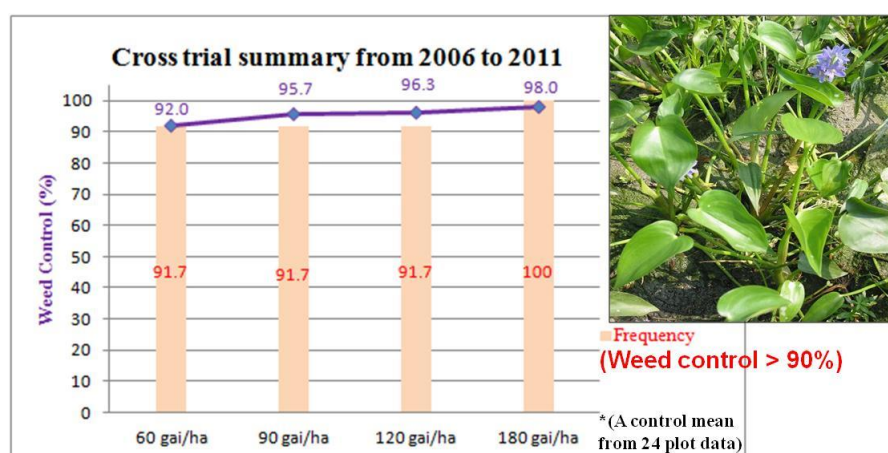 Cross trial summary from 2006 to 2011
Weed Control (%)
100
90
80
70
60
50
40
30
20
10
0
92.0
95.7
96.3
98.0
91.7
91.7
91.7
100
60 gai/ha
90 gai/ha
120 gai/ha
180 gai/ha
Frequency
(Weed control > 90%)
*(A control mean
from 24 plot data)